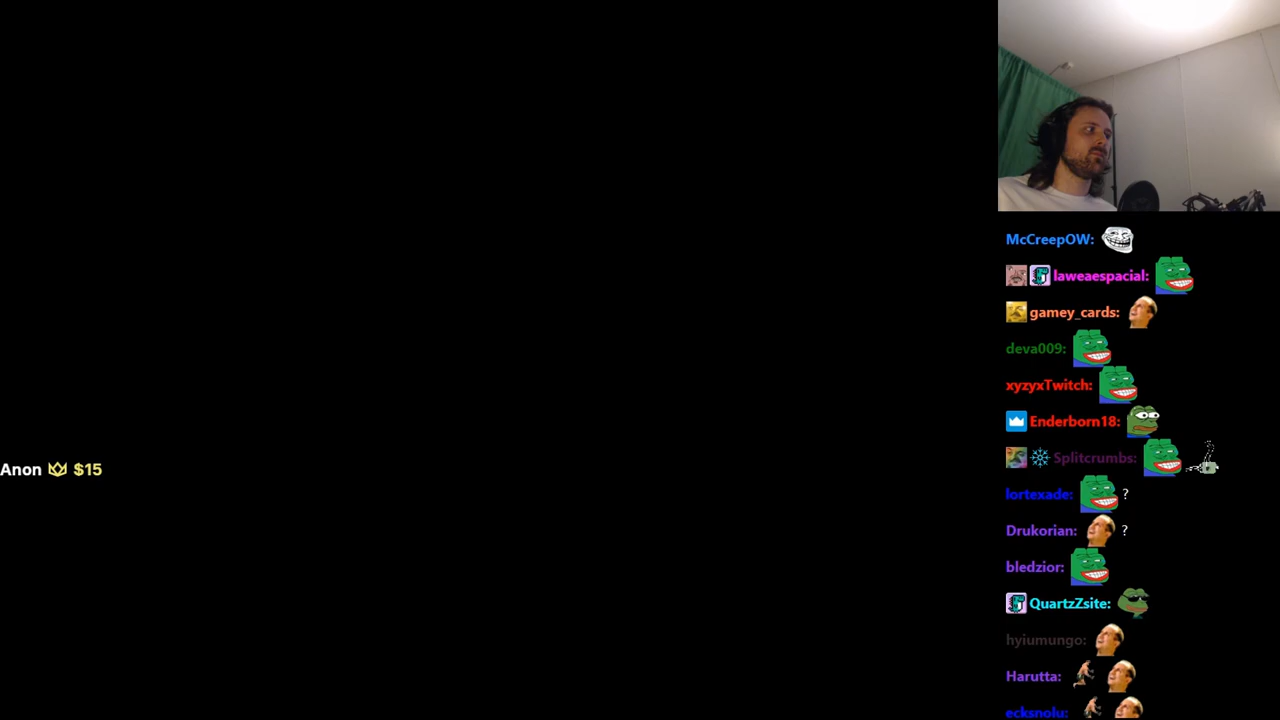 McCreepOW:
laweaespacial:
gamey_cards:
deva009:
xyzyxTwitch:
Enderborn18:
Anon $15
Splitcrumbs:
lortexade: ?
Drukorian: ?
bledzior:
QuartzZsite:
hyiumungo:
Harutta:
ecksnolu: